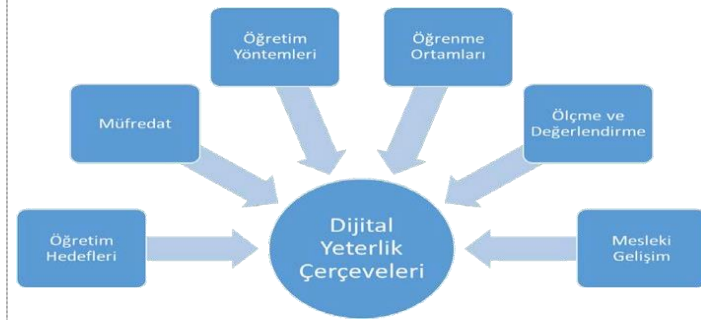 Öğretim
Yöntemleri
Öğrenme
Ortamları
Müfredat
Ölçme ve
Değerlendirme
Öğretim
Hedefleri
Dijital
Yeterlik
Çerçeveleri
Mesleki
Gelişim